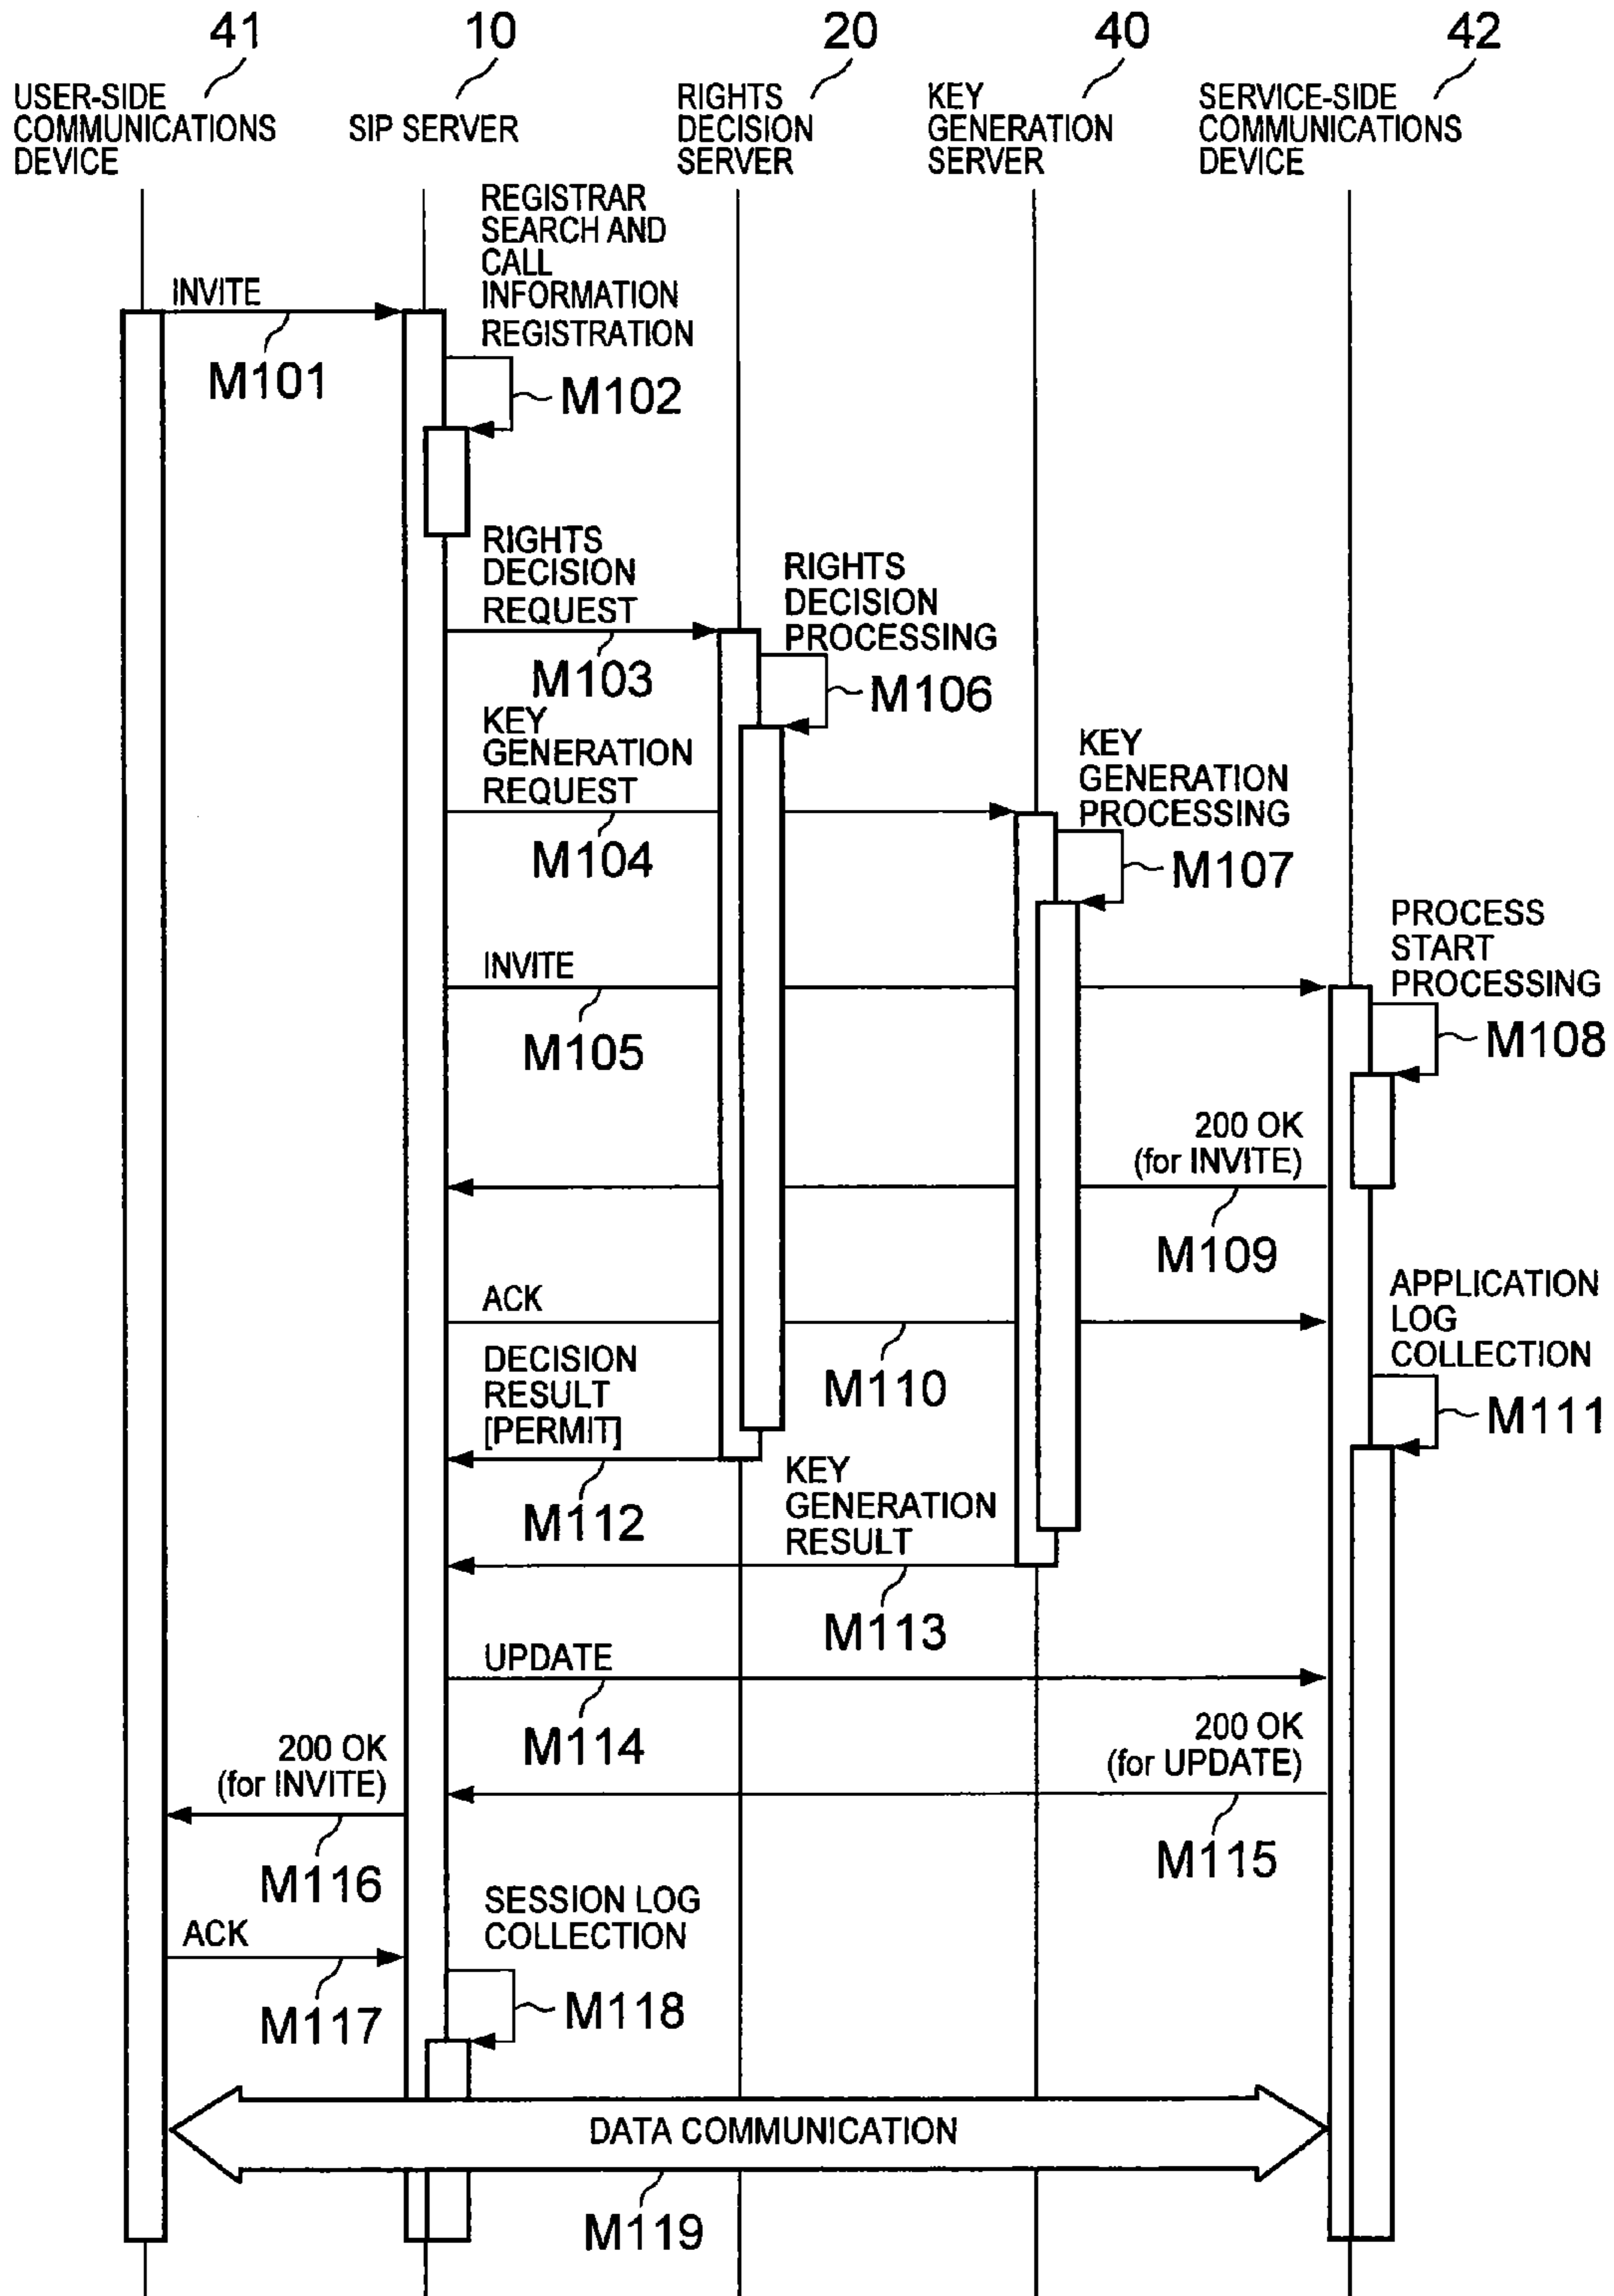 41
10
20
40
42
USER-SIDE
COMMUNICATIONS
DEVICE
SIP SERVER
RIGHTS
DECISION
SERVER
KEY
GENERATION
SERVER
SERVICE-SIDE
COMMUNICATIONS
DEVICE
REGISTRAR
SEARCH AND
CALL
INFORMATION
REGISTRATION
INVITE
M101
M102
RIGHTS
DECISION
REQUEST
M103
RIGHTS
DECISION
PROCESSING
M106
KEY
GENERATION
REQUEST
M104
KEY
GENERATION
PROCESSING
M107
INVITE
M105
PROCESS
START
PROCESSING
M108
200 OK
(for INVITE)
M109
ACK
M110
APPLICATION
LOG
COLLECTION
M111
DECISION
RESULT
[PERMIT]
M112
KEY
GENERATION
RESULT
M113
UPDATE
M114
200 OK
(for UPDATE)
M115
200 OK
(for INVITE)
M116
ACK
M117
SESSION LOG
COLLECTION
M118
DATA COMMUNICATION
M119